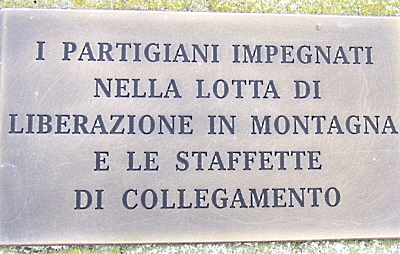 I PARTIGIANI IMPEGNATI
NELLA LOTTA DI
LIBERAZIONE IN MONTAGNA
E LE STAFFETTE
DI COLLEGAMENTO